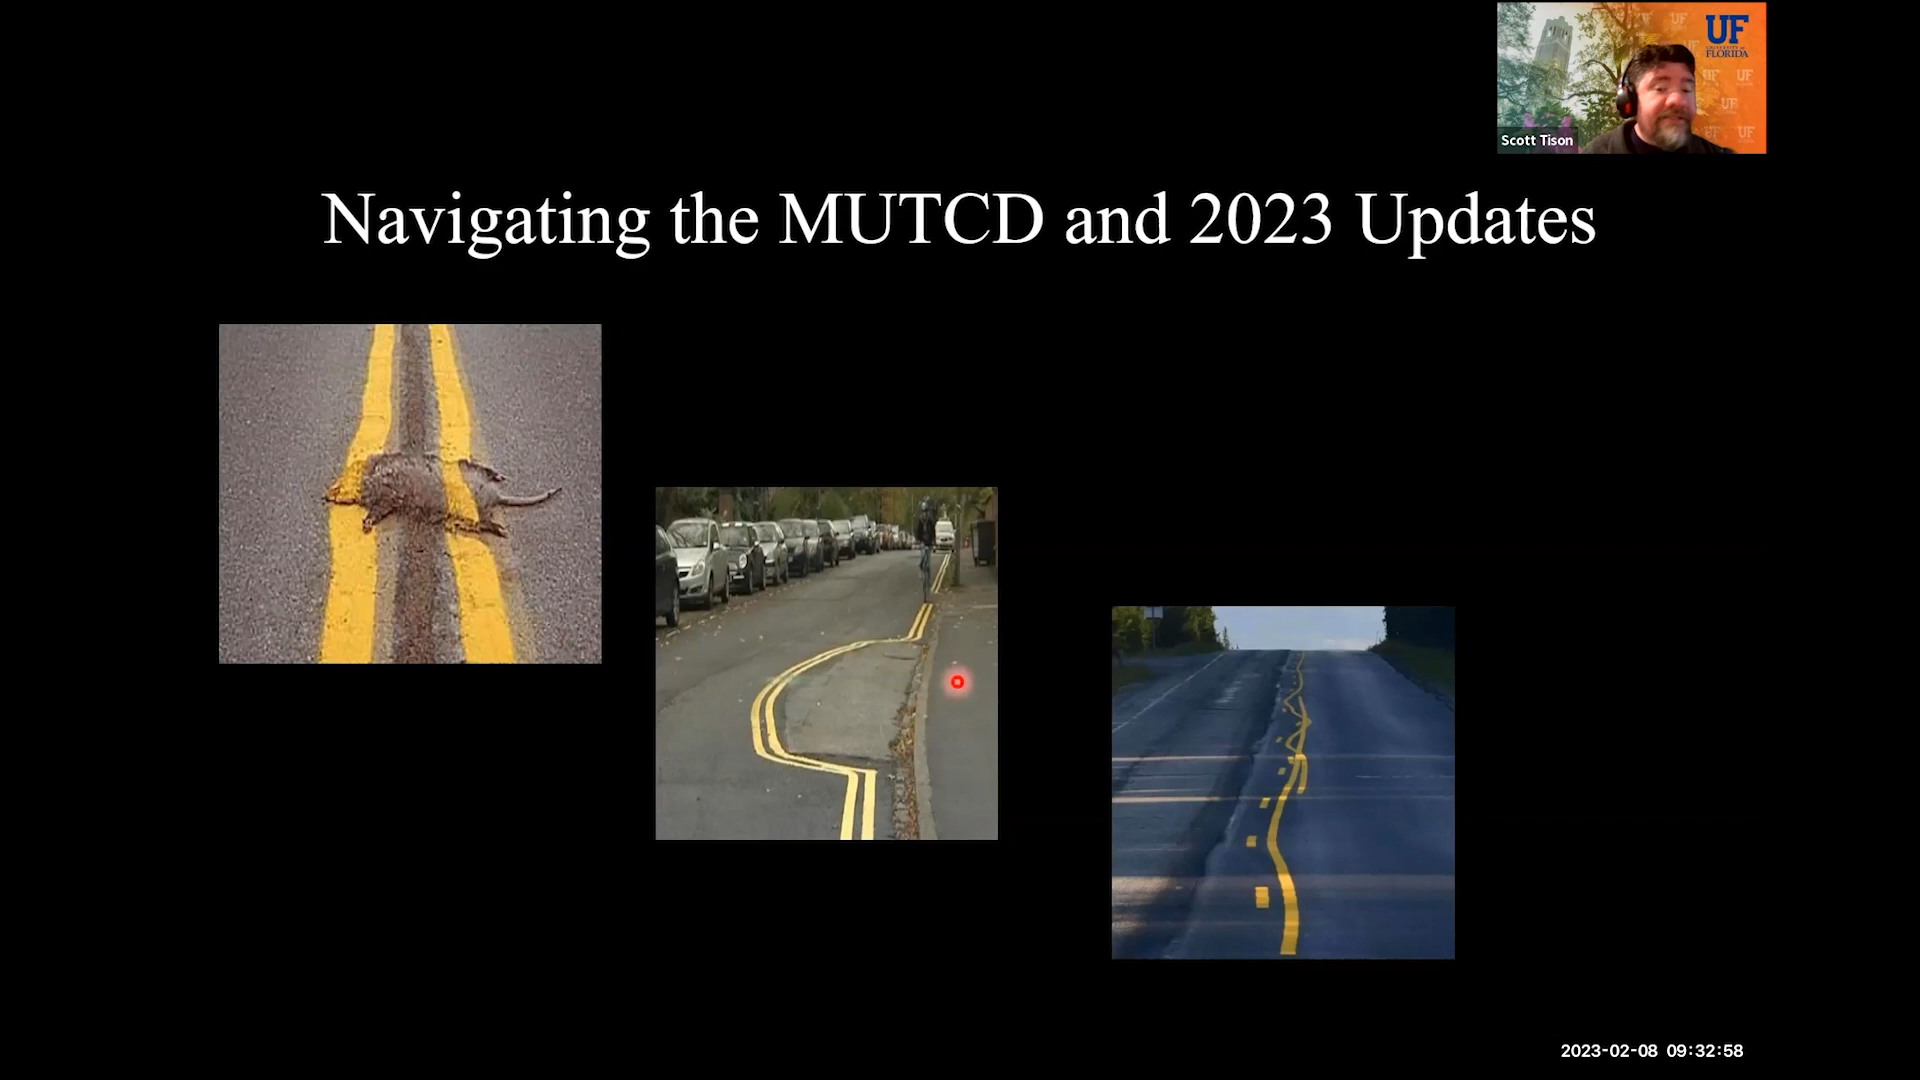 UF
UNIVERSITY of
FLORIDA
Scott Tison
Navigating the MUTCD and 2023 Updates
2023-02-08 09:32:58